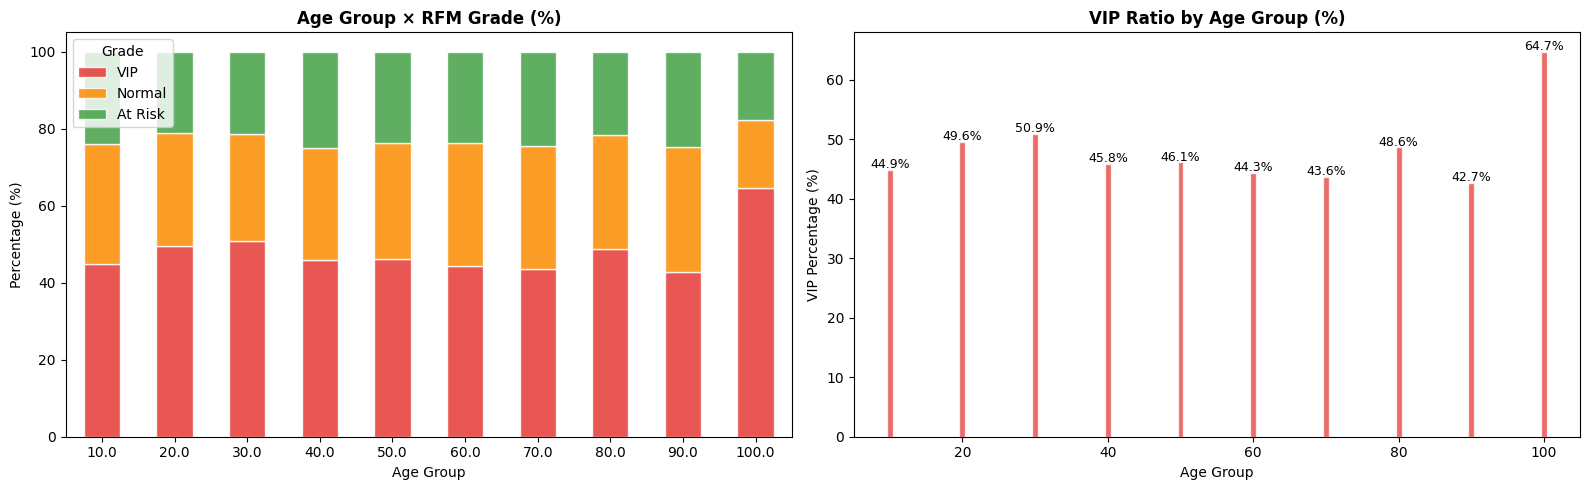 Age Group × RFM Grade (%)
Percentage (%)
100
80
60
40
20
0
Grade
VIP
Normal
At Risk
10.0 20.0 30.0 40.0 50.0 60.0 70.0 80.0 90.0 100.0
Age Group
VIP Ratio by Age Group (%)
VIP Percentage (%)
60
50
40
30
20
10
0
44.9% 49.6% 50.9% 45.8% 46.1% 44.3% 43.6% 48.6% 42.7% 64.7%
20 40 60 80 100
Age Group